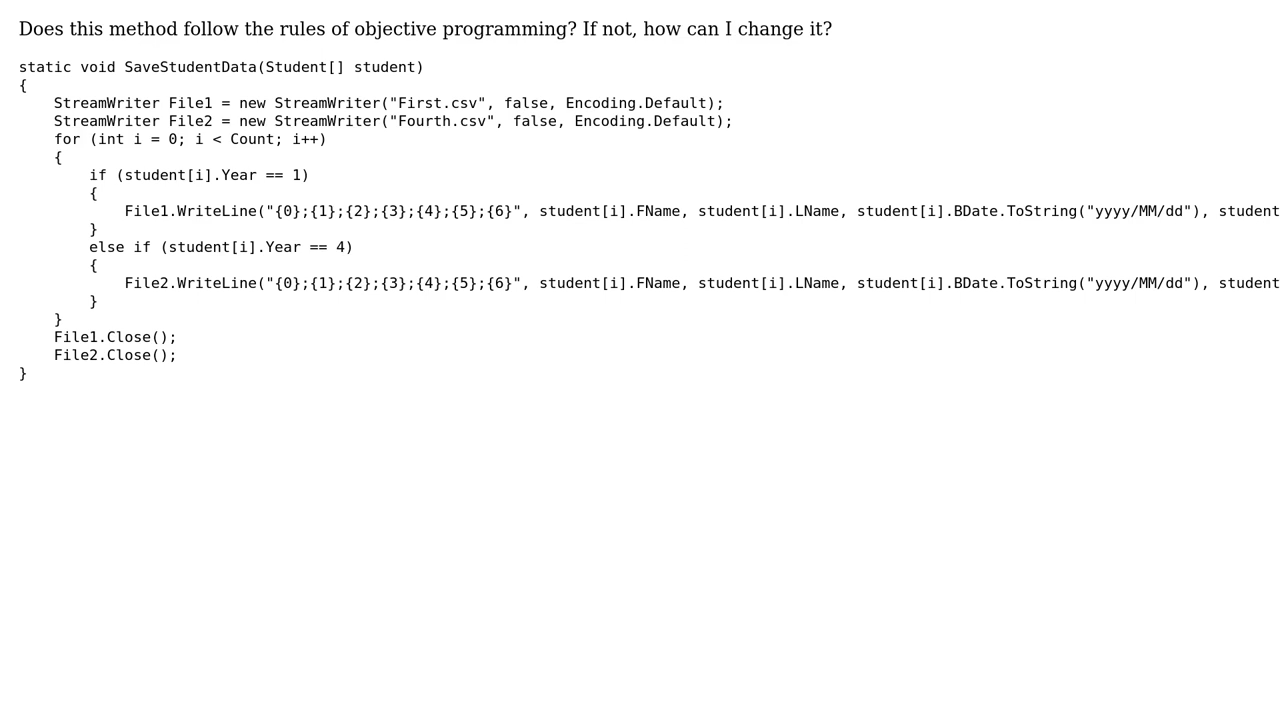 Does this method follow the rules of objective programming? If not, how can I change it?
static void SaveStudentData(Student[] student)
{
    StreamWriter File1 = new StreamWriter("First.csv", false, Encoding.Default);
    StreamWriter File2 = new StreamWriter("Fourth.csv", false, Encoding.Default);
    for (int i = 0; i < Count; i++)
    {
        if (student[i].Year == 1)
        {
            File1.WriteLine("{0};{1};{2};{3};{4};{5};{6}", student[i].FName, student[i].LName, student[i].BDate.ToString("yyyy/MM/dd"), student
        }
        else if (student[i].Year == 4)
        {
            File2.WriteLine("{0};{1};{2};{3};{4};{5};{6}", student[i].FName, student[i].LName, student[i].BDate.ToString("yyyy/MM/dd"), student
        }
    }
    File1.Close();
    File2.Close();
}